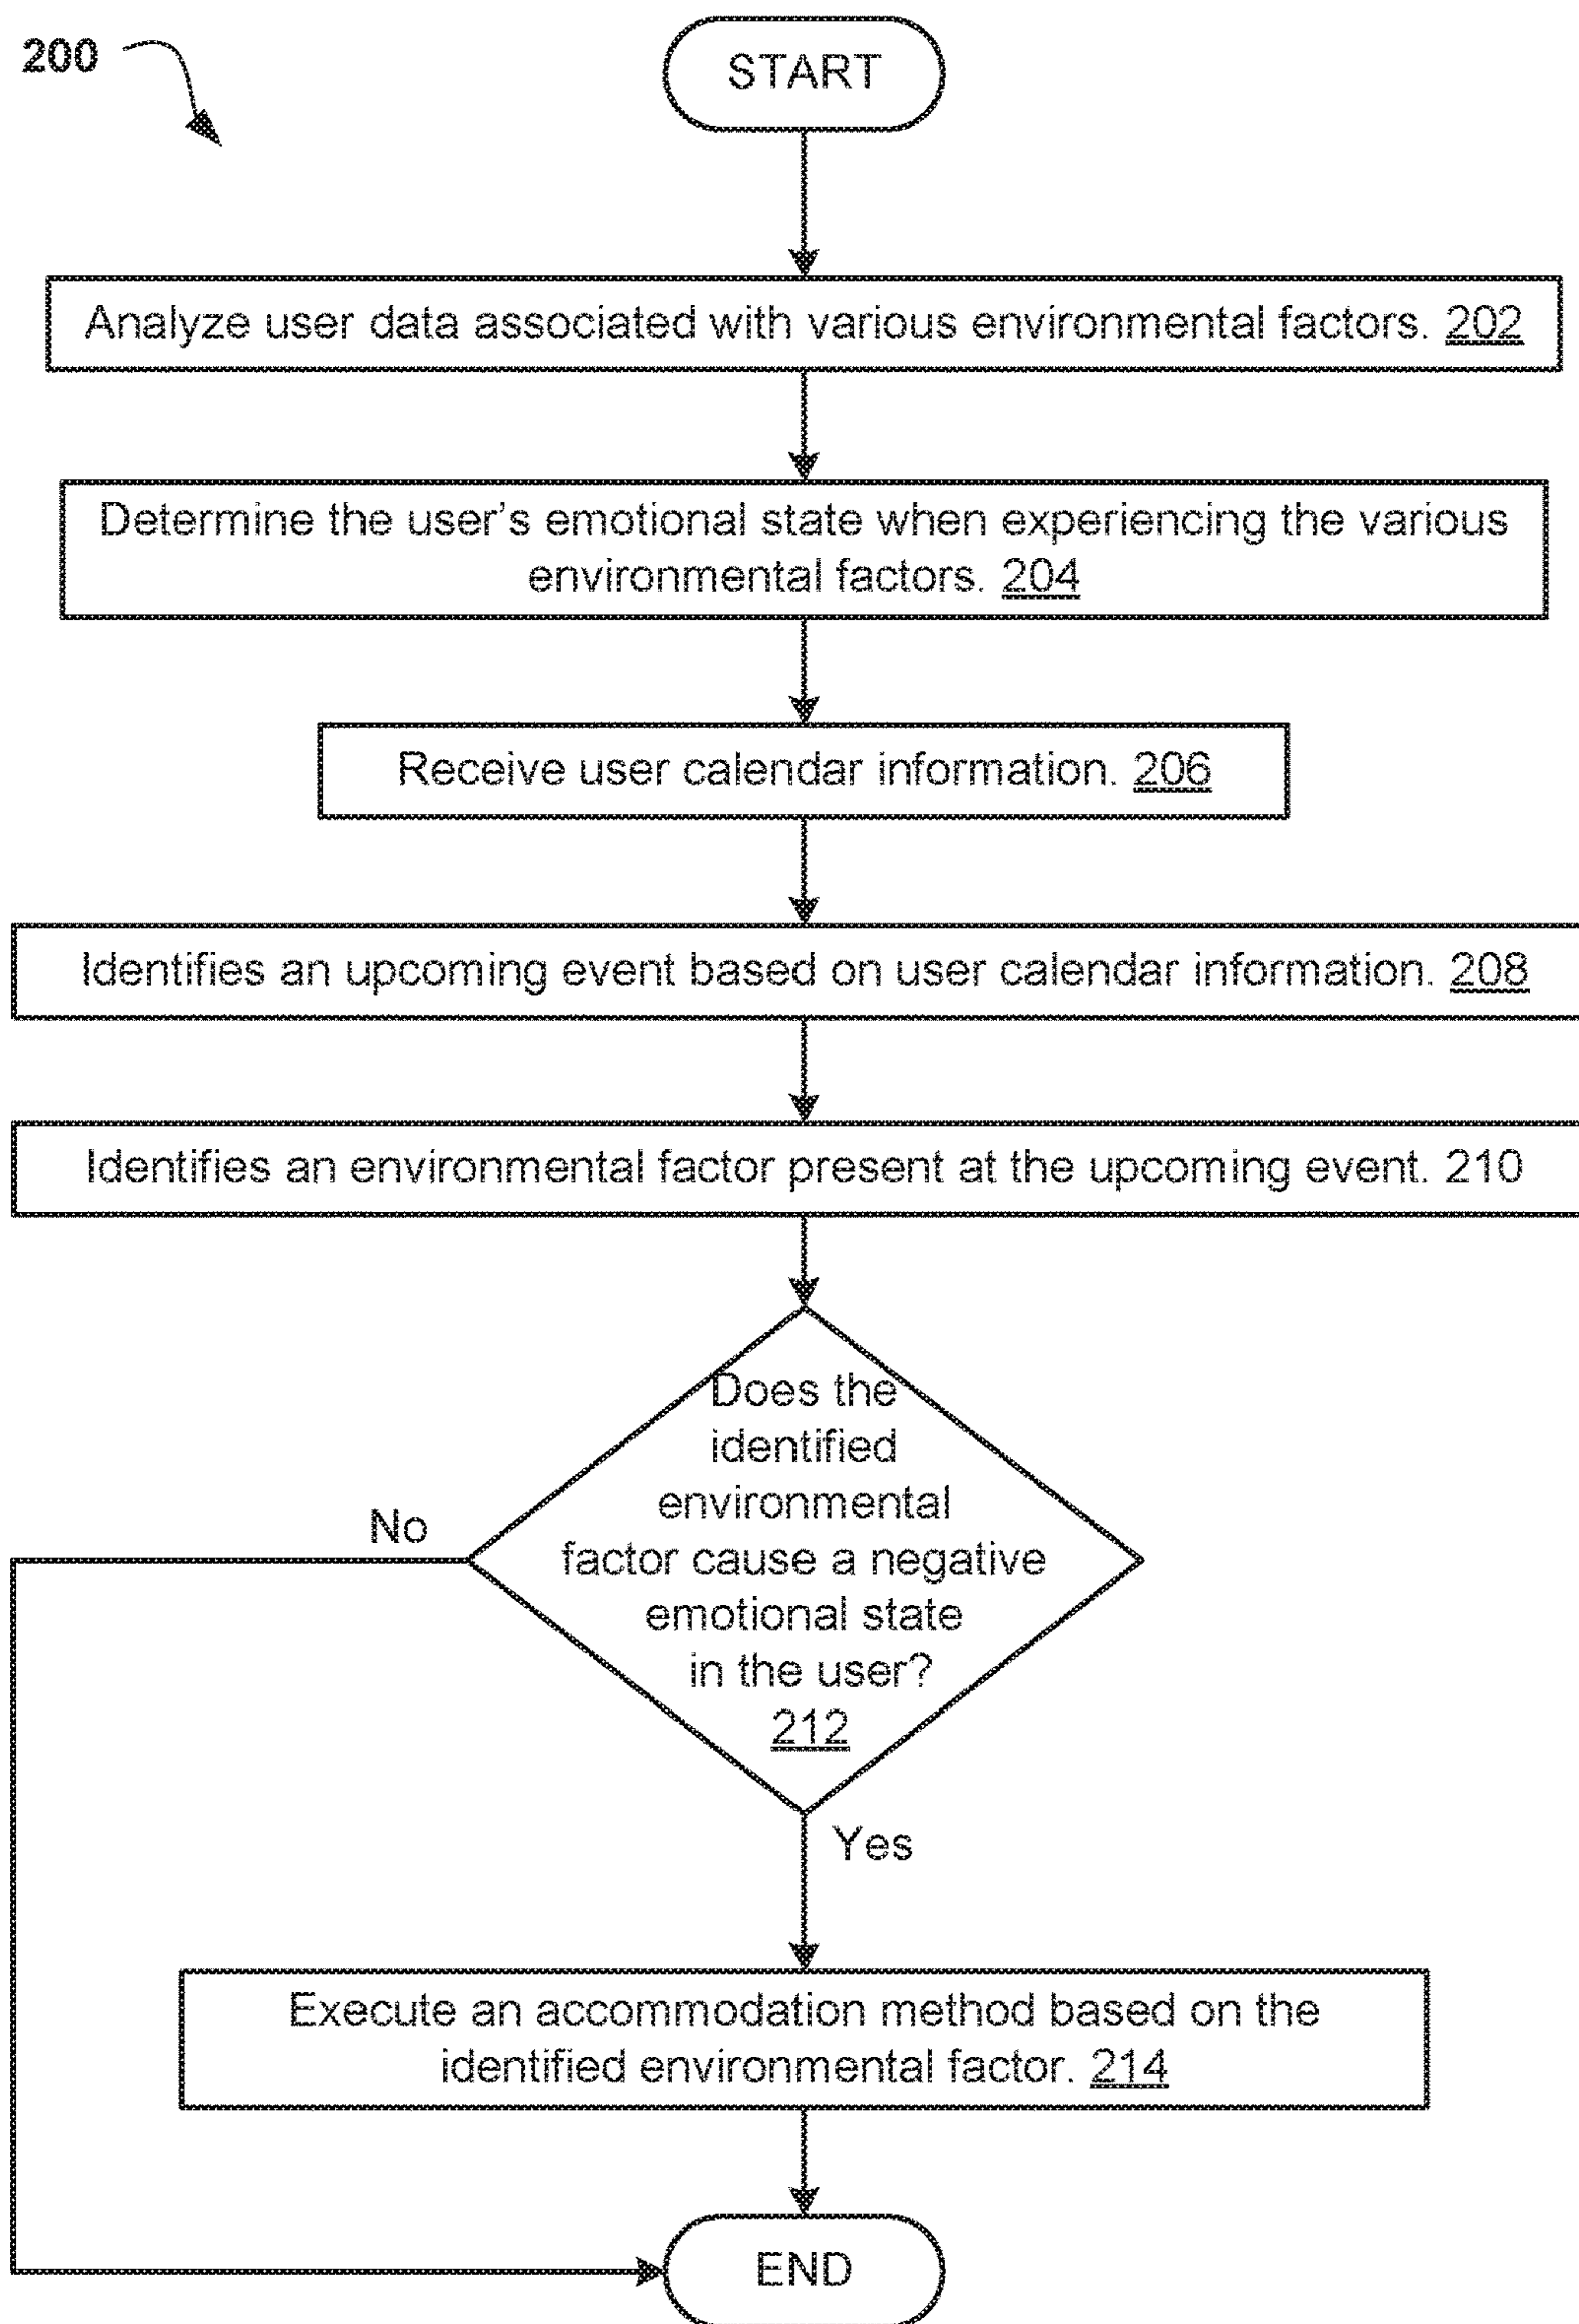 200
START
Analyze user data associated with various environmental factors. 202
Determine the user's emotional state when experiencing the various
environmental factors. 204
Receive user calendar information. 206
Identifies an upcoming event based on user calendar information. 208
Identifies an environmental factor present at the upcoming event. 210
Does the
identified
environmental
factor cause a negative
emotional state
in the user?
212
No
Yes
Execute an accommodation method based on the
identified environmental factor. 214
END